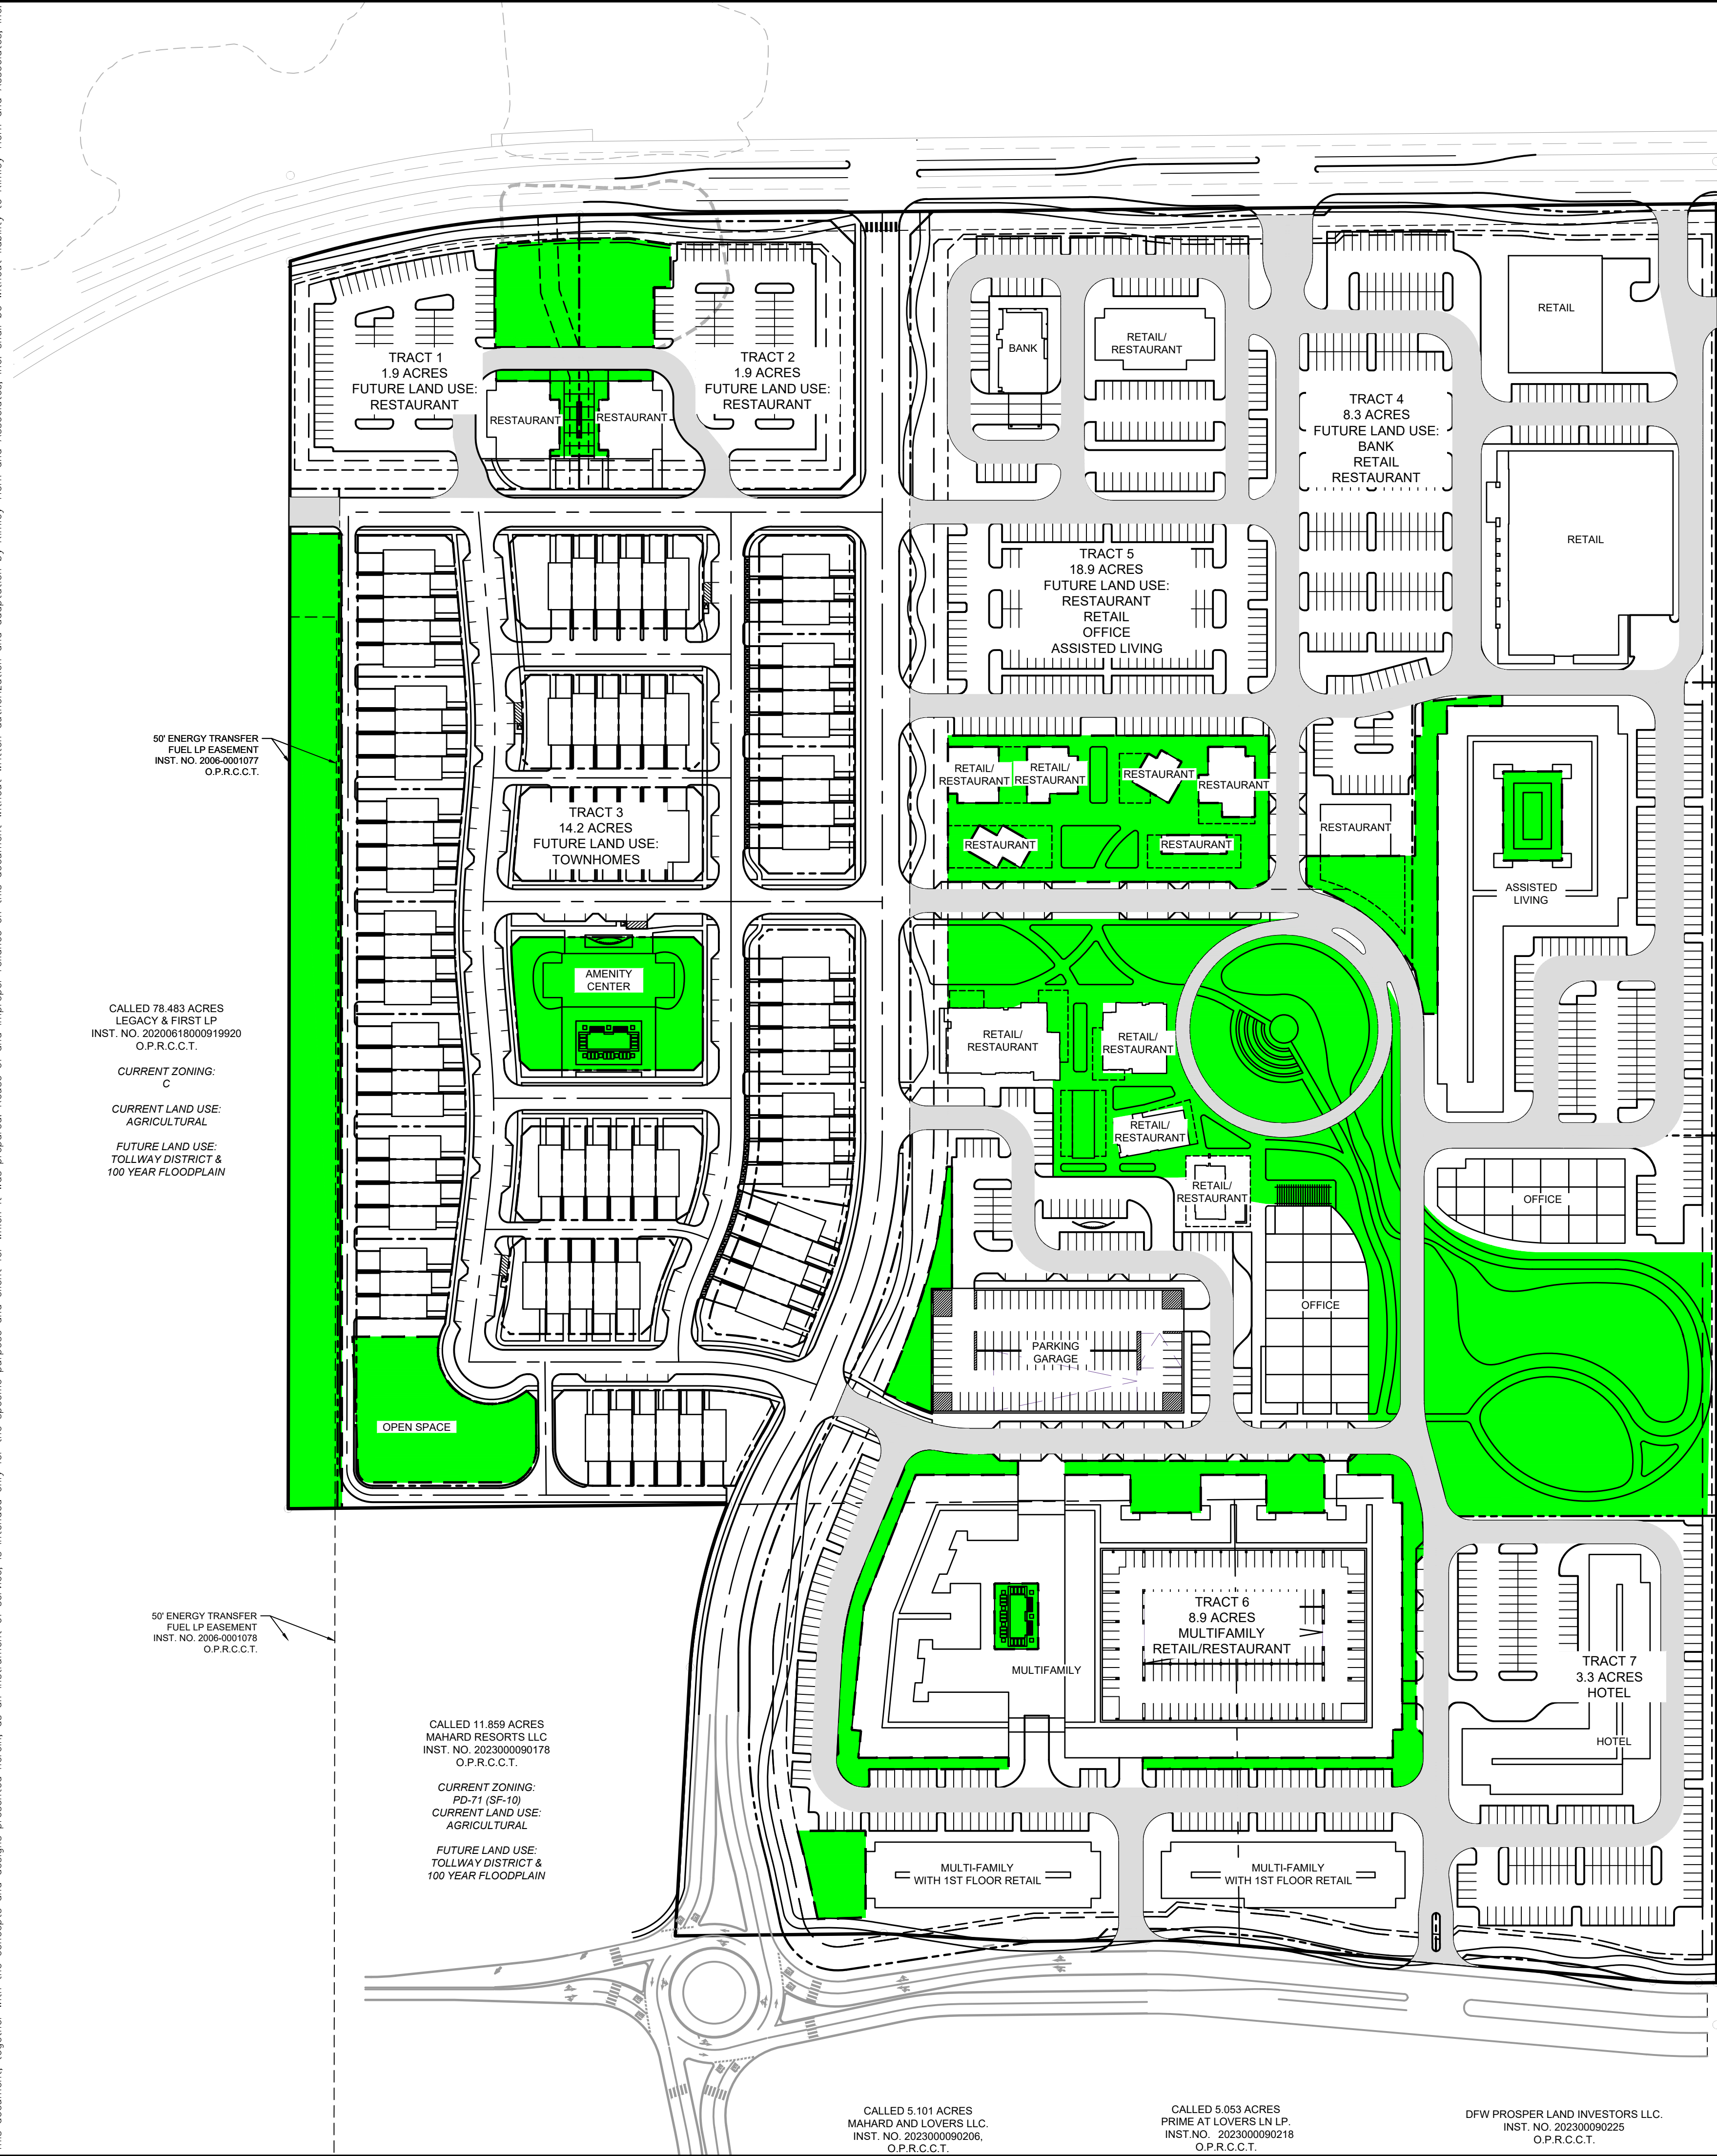 TRACT 1
1.9 ACRES
FUTURE LAND USE:
RESTAURANT
TRACT 2
1.9 ACRES
FUTURE LAND USE:
RESTAURANT
RESTAURANT
RESTAURANT
BANK
RETAIL/
RESTAURANT
TRACT 4
8.3 ACRES
FUTURE LAND USE:
BANK
RETAIL
RESTAURANT
RETAIL
RETAIL
TRACT 5
18.9 ACRES
FUTURE LAND USE:
RESTAURANT
RETAIL
OFFICE
ASSISTED LIVING
50' ENERGY TRANSFER
FUEL LP EASEMENT
INST. NO. 2006-0001077
O.P.R.C.C.T.
RETAIL/
RESTAURANT
RETAIL/
RESTAURANT
RESTAURANT
RESTAURANT
RESTAURANT
RESTAURANT
RESTAURANT
TRACT 3
14.2 ACRES
FUTURE LAND USE:
TOWNHOMES
ASSISTED
LIVING
AMENITY
CENTER
CALLED 78.483 ACRES
LEGACY & FIRST LP
INST. NO. 20200618000919920
O.P.R.C.C.T.
CURRENT ZONING:
C
CURRENT LAND USE:
AGRICULTURAL
FUTURE LAND USE:
TOLLWAY DISTRICT &
100 YEAR FLOODPLAIN
RETAIL/
RESTAURANT
RETAIL/
RESTAURANT
RETAIL/
RESTAURANT
RETAIL/
RESTAURANT
OFFICE
OFFICE
PARKING
GARAGE
OPEN SPACE
50' ENERGY TRANSFER
FUEL LP EASEMENT
INST. NO. 2006-0001078
O.P.R.C.C.T.
TRACT 6
8.9 ACRES
MULTIFAMILY
RETAIL/RESTAURANT
MULTIFAMILY
TRACT 7
3.3 ACRES
HOTEL
HOTEL
CALLED 11.859 ACRES
MAHARD RESORTS LLC
INST. NO. 2023000090178
O.P.R.C.C.T.
CURRENT ZONING:
PD-71 (SF-10)
CURRENT LAND USE:
AGRICULTURAL
FUTURE LAND USE:
TOLLWAY DISTRICT &
100 YEAR FLOODPLAIN
MULTI-FAMILY
WITH 1ST FLOOR RETAIL
MULTI-FAMILY
WITH 1ST FLOOR RETAIL
CALLED 5.101 ACRES
MAHARD AND LOVERS LLC.
INST. NO. 2023000090206,
O.P.R.C.C.T.
CALLED 5.053 ACRES
PRIME AT LOVERS LN LP.
INST.NO. 2023000090218
O.P.R.C.C.T.
DFW PROSPER LAND INVESTORS LLC.
INST. NO. 202300090225
O.P.R.C.C.T.